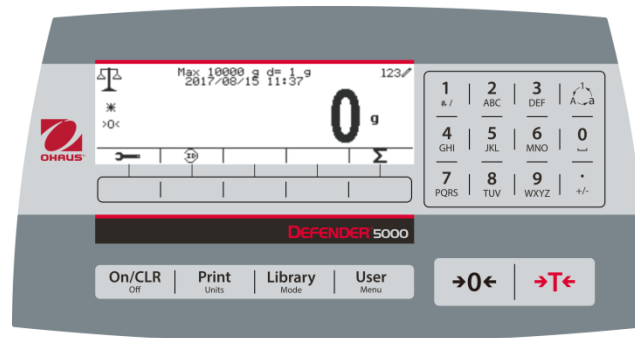 Max 10000 g d= 1 g
2017/08/15 11:37
123
>0<
0 g
ID
Σ
OHAUS
DEFENDER 5000
1 & /
2 ABC
3 DEF
A 1 a
4 GHI
5 JKL
6 MNO
0
7 PQRS
8 TUV
9 WXYZ
. +/-
On/CLR
Off
Print
Units
Library
Mode
User
Menu
→0←
→T←